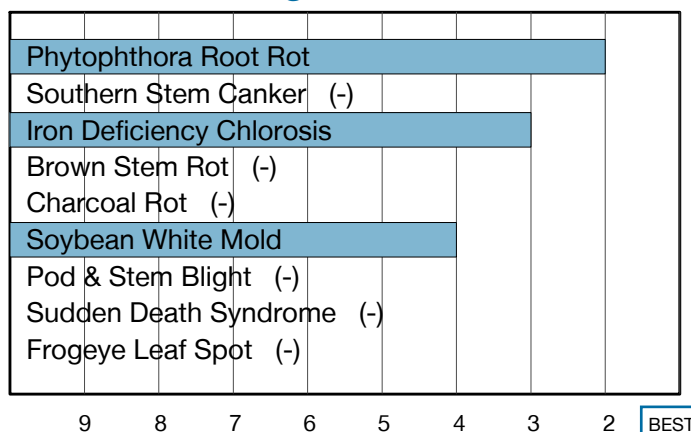 Phytophthora Root Rot
Southern Stem Canker (-)
Iron Deficiency Chlorosis
Brown Stem Rot (-)
Charcoal Rot (-)
Soybean White Mold
Pod & Stem Blight (-)
Sudden Death Syndrome (-)
Frogeye Leaf Spot (-)
9 8 7 6 5 4 3 2 BEST